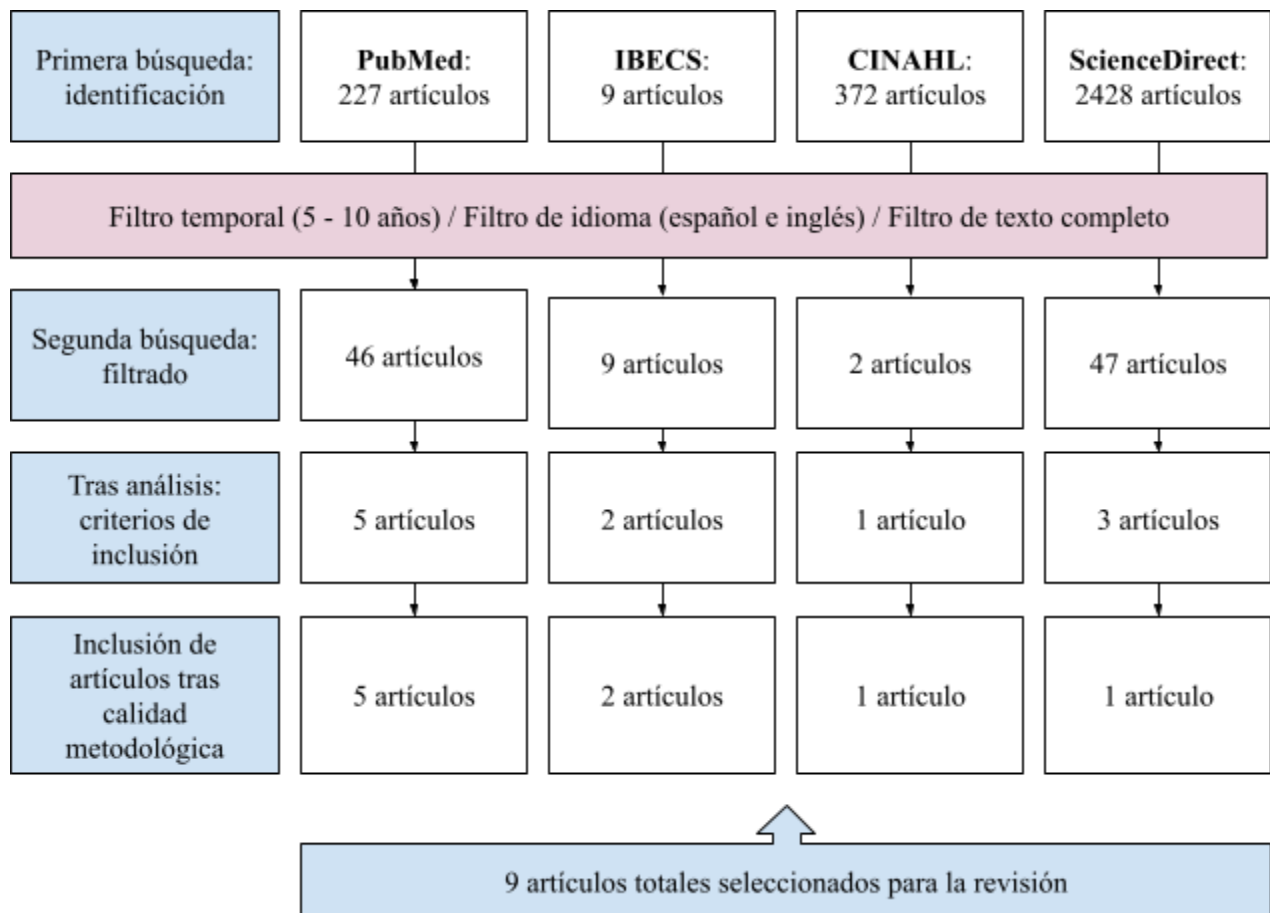 Primera búsqueda:
identificación
PubMed:
227 artículos
IBECS:
9 artículos
CINAHL:
372 artículos
ScienceDirect:
2428 artículos
Filtro temporal (5 - 10 años) / Filtro de idioma (español e inglés) / Filtro de texto completo
Segunda búsqueda:
filtrado
46 artículos
9 artículos
2 artículos
47 artículos
Tras análisis:
criterios de
inclusión
5 artículos
2 artículos
1 artículo
3 artículos
Inclusión de
artículos tras
calidad
metodológica
5 artículos
2 artículos
1 artículo
1 artículo
9 artículos totales seleccionados para la revisión